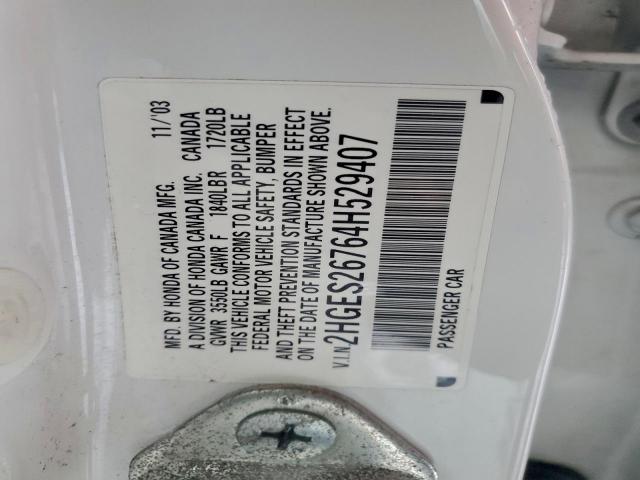 MFD. BY HONDA OF CANADA MFG. 11/'03
A DIVISION OF HONDA CANADA INC. CANADA
GVWR 3550LB GAWR F 1840LBR 1720LB
THIS VEHICLE CONFORMS TO ALL APPLICABLE
FEDERAL MOTOR VEHICLE SAFETY, BUMPER
AND THEFT PREVENTION STANDARDS IN EFFECT
ON THE DATE OF MANUFACTURE SHOWN ABOVE.
V.I.N. 2HGES26764H529407
PASSENGER CAR